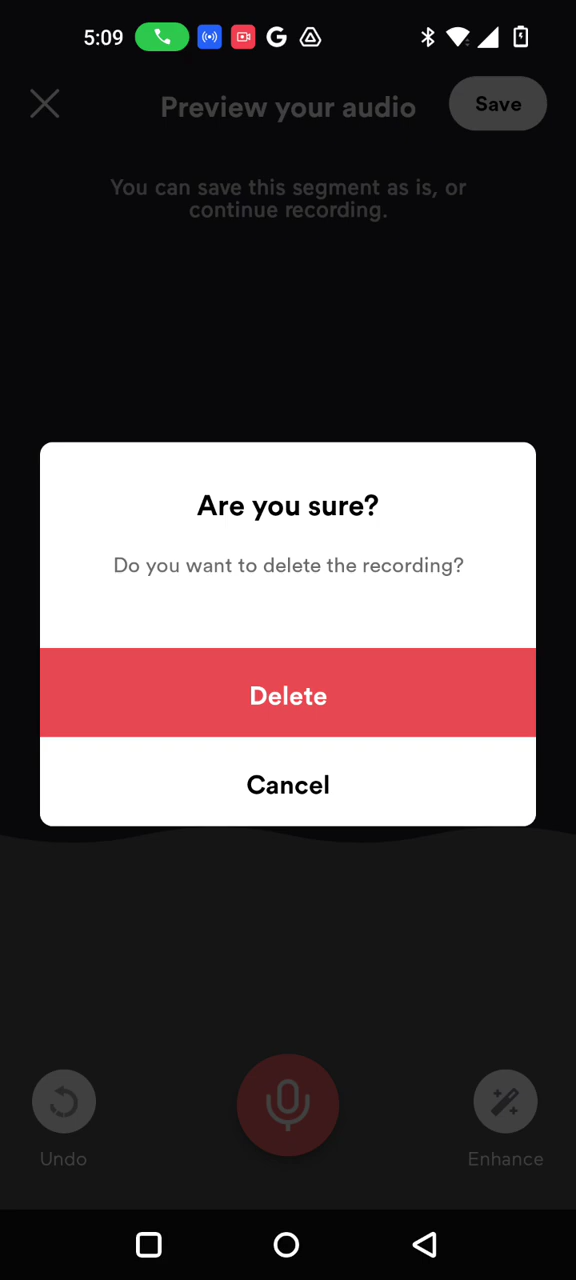 5:09
Preview your audio
Save
You can save this segment as is, or
continue recording.
Are you sure?
Do you want to delete the recording?
Delete
Cancel
Undo
Enhance